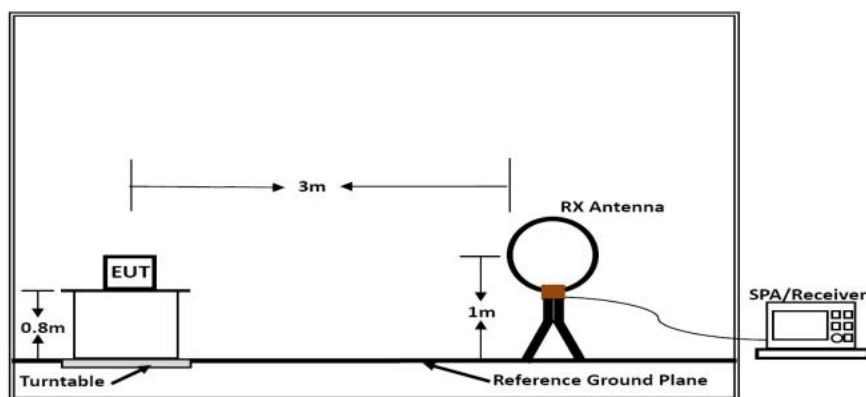 3m
RX Antenna
EUT
SPA/Receiver
0.8m
1m
Turntable
Reference Ground Plane